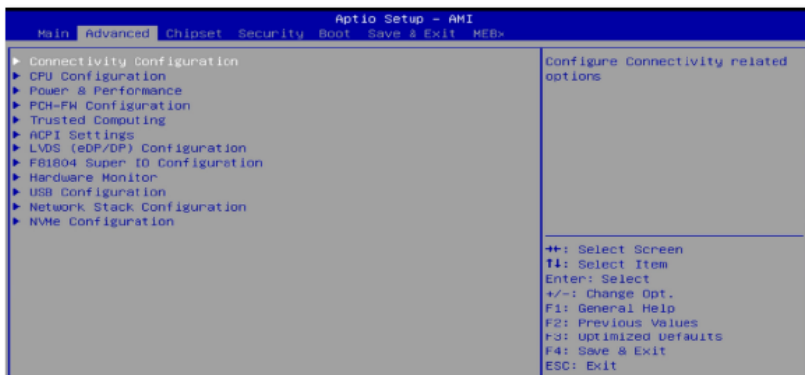 Aptio Setup – AMI
Main Advanced Chipset Security Boot Save & Exit MEBx
▶ Connectivity Configuration
▶ CPU Configuration
▶ Power & Performance
▶ PCH-FW Configuration
▶ Trusted Computing
▶ ACPI Settings
▶ LVDS (eDP/DP) Configuration
▶ F81804 Super IO Configuration
▶ Hardware Monitor
▶ USB Configuration
▶ Network Stack Configuration
▶ NVMe Configuration
Configure Connectivity related
options
→←: Select Screen
↑↓: Select Item
Enter: Select
+/-: Change Opt.
F1: General Help
F2: Previous Values
F3: Optimized Defaults
F4: Save & Exit
ESC: Exit